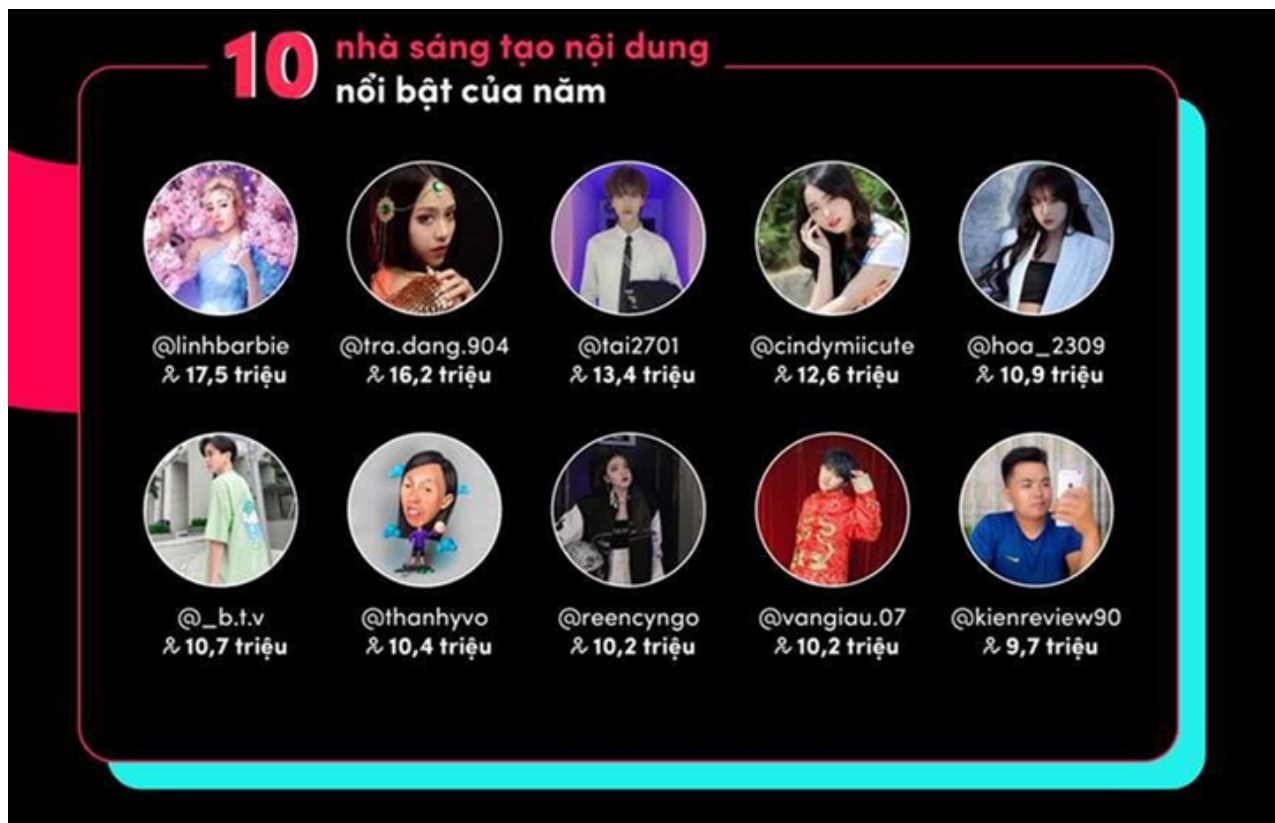 10 nhà sáng tạo nội dung
nổi bật của năm
@linhbarbie @tra.dang.904 @tai2701 @cindymiicute @hoa_2309
17,5 triệu 16,2 triệu 13,4 triệu 12,6 triệu 10,9 triệu
@_b.t.v @thanhyvo @reencyngo @vangiau.07 @kienreview90
10,7 triệu 10,4 triệu 10,2 triệu 10,2 triệu 9,7 triệu